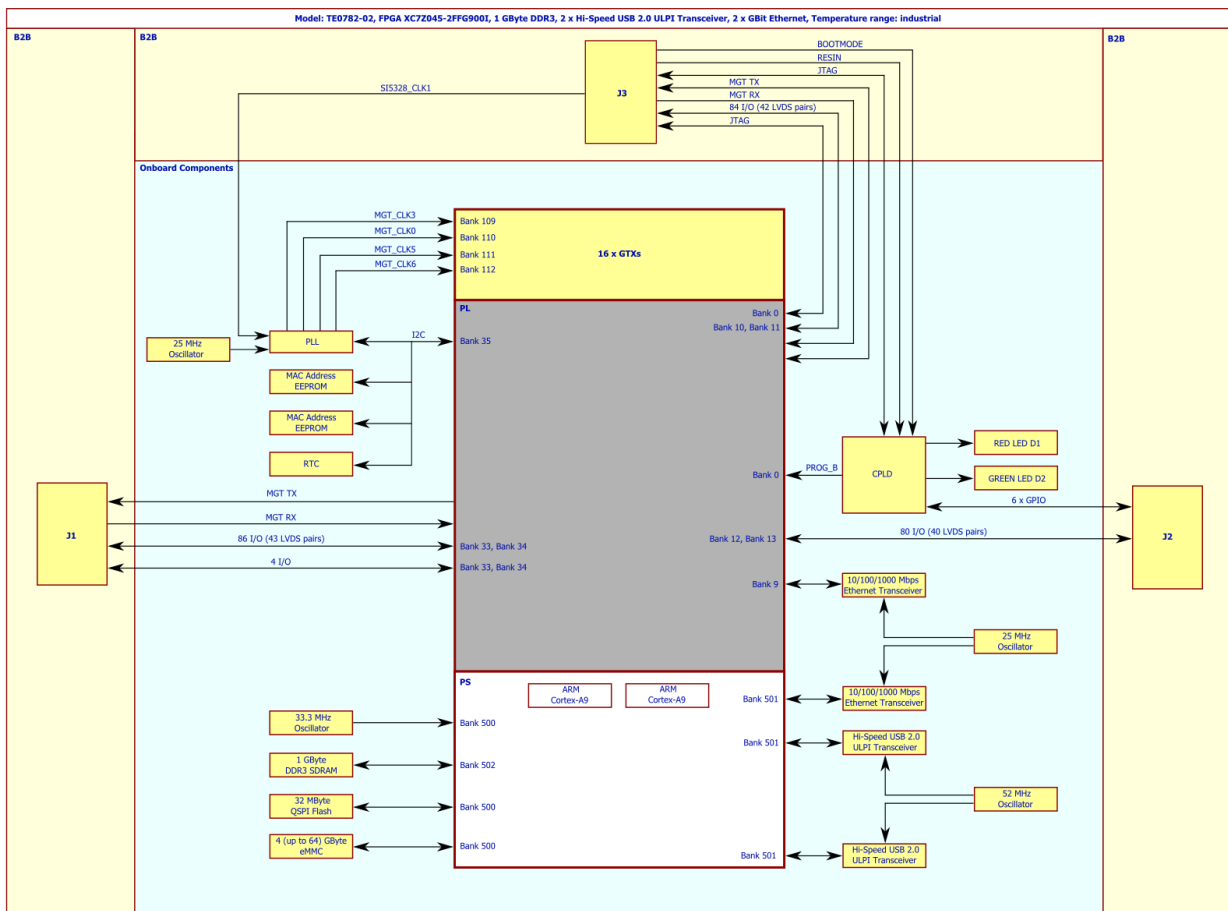 Model: TE0782-02, FPGA XC7Z045-2FFG900I, 1 GByte DDR3, 2 x Hi-Speed USB 2.0 ULPI Transceiver, 2 x GBit Ethernet, Temperature range: industrial
B2B
B2B
B2B
BOOTMODE
RESIN
JTAG
MGT TX
MGT RX
84 I/O (42 LVDS pairs)
JTAG
J3
SI5328_CLK1
Onboard Components
MGT_CLK3
MGT_CLK0
MGT_CLK5
MGT_CLK6
Bank 109
Bank 110
Bank 111
Bank 112
16 x GTXs
PL
Bank 0
Bank 10, Bank 11
25 MHz
Oscillator
PLL
I2C
Bank 35
MAC Address
EEPROM
MAC Address
EEPROM
RTC
Bank 0
PROG_B
CPLD
RED LED D1
GREEN LED D2
6 x GPIO
J1
MGT TX
MGT RX
86 I/O (43 LVDS pairs)
4 I/O
Bank 33, Bank 34
Bank 33, Bank 34
Bank 12, Bank 13
80 I/O (40 LVDS pairs)
J2
Bank 9
10/100/1000 Mbps
Ethernet Transceiver
25 MHz
Oscillator
PS
ARM
Cortex-A9
ARM
Cortex-A9
Bank 501
10/100/1000 Mbps
Ethernet Transceiver
33.3 MHz
Oscillator
Bank 500
Bank 501
Hi-Speed USB 2.0
ULPI Transceiver
1 GByte
DDR3 SDRAM
Bank 502
52 MHz
Oscillator
32 MByte
QSPI Flash
Bank 500
4 (up to 64) GByte
eMMC
Bank 500
Bank 501
Hi-Speed USB 2.0
ULPI Transceiver